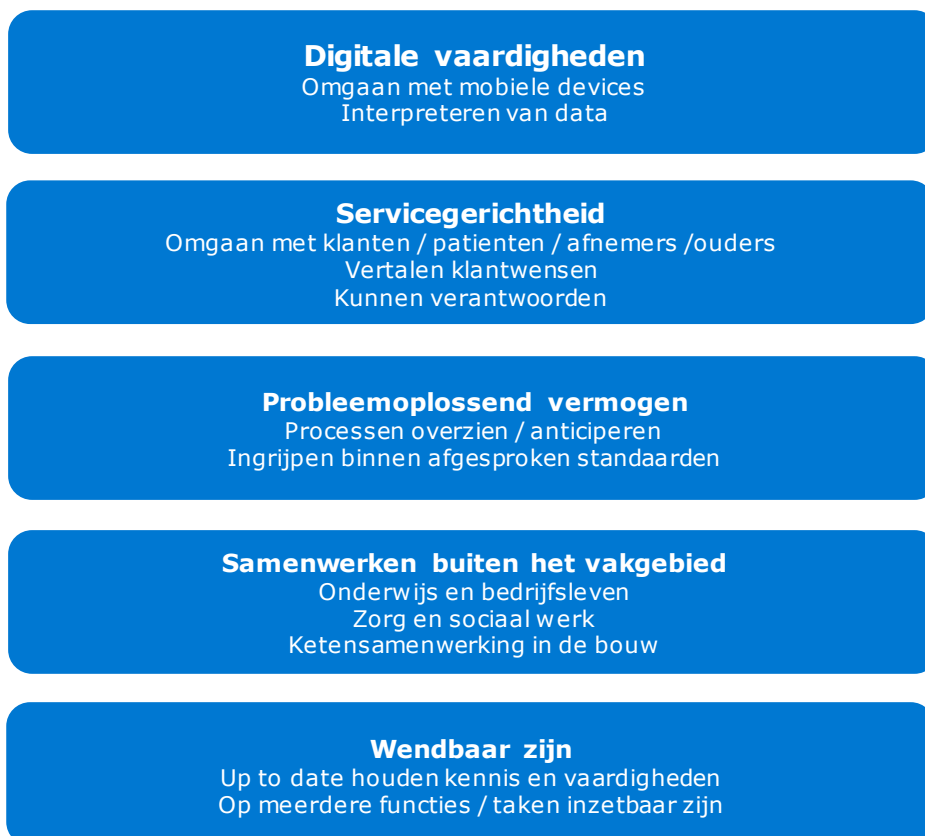 Digitale vaardigheden
Omgaan met mobiele devices
Interpreteren van data
Servicegerichtheid
Omgaan met klanten / patienten / afnemers /ouders
Vertalen klantwensen
Kunnen verantwoorden
Probleemoplossend vermogen
Processen overzien / anticiperen
Ingrijpen binnen afgesproken standaarden
Samenwerken buiten het vakgebied
Onderwijs en bedrijfsleven
Zorg en sociaal werk
Ketensamenwerking in de bouw
Wendbaar zijn
Up to date houden kennis en vaardigheden
Op meerdere functies / taken inzetbaar zijn